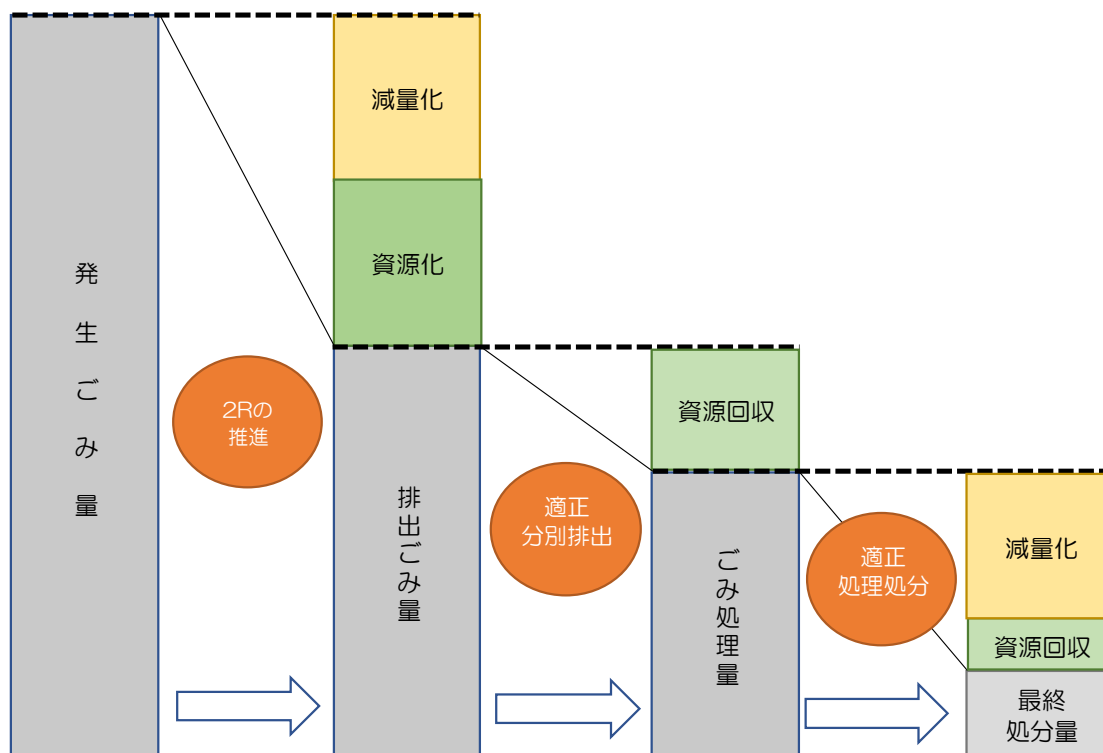 発生ごみ量
2Rの
推進
減量化
資源化
排出ごみ量
適正
分別排出
資源回収
ごみ処理量
適正
処理処分
減量化
資源回収
最終
処分量